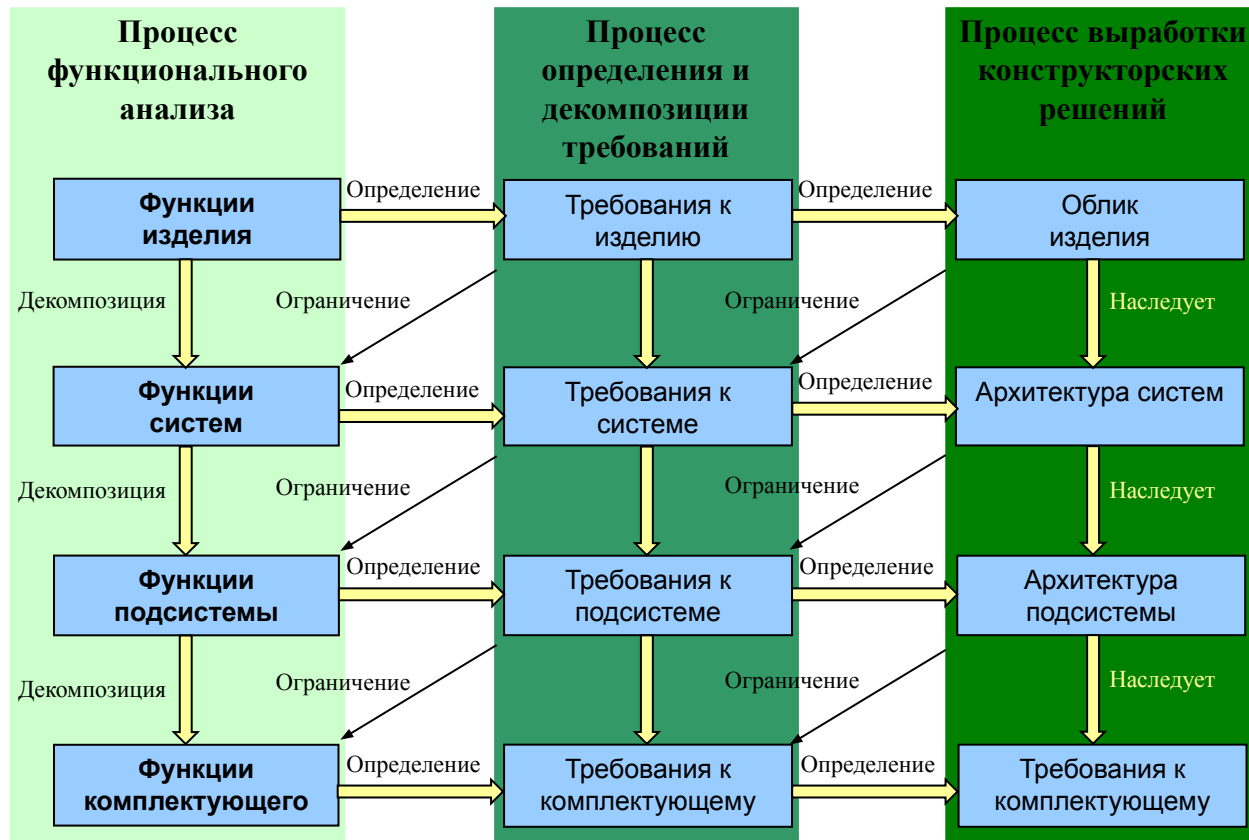 Процесс
функционального
анализа
Процесс
определения и
декомпозиции
требований
Процесс выработки
конструкторских
решений
Функции
изделия
Определение
Требования к
изделию
Определение
Облик
изделия
Декомпозиция
Ограничение
Ограничение
Наследует
Функции
систем
Определение
Требования к
системе
Определение
Архитектура систем
Декомпозиция
Ограничение
Ограничение
Наследует
Функции
подсистемы
Определение
Требования к
подсистеме
Определение
Архитектура
подсистемы
Декомпозиция
Ограничение
Ограничение
Наследует
Функции
комплектующего
Определение
Требования к
комплектующему
Определение
Требования к
комплектующему